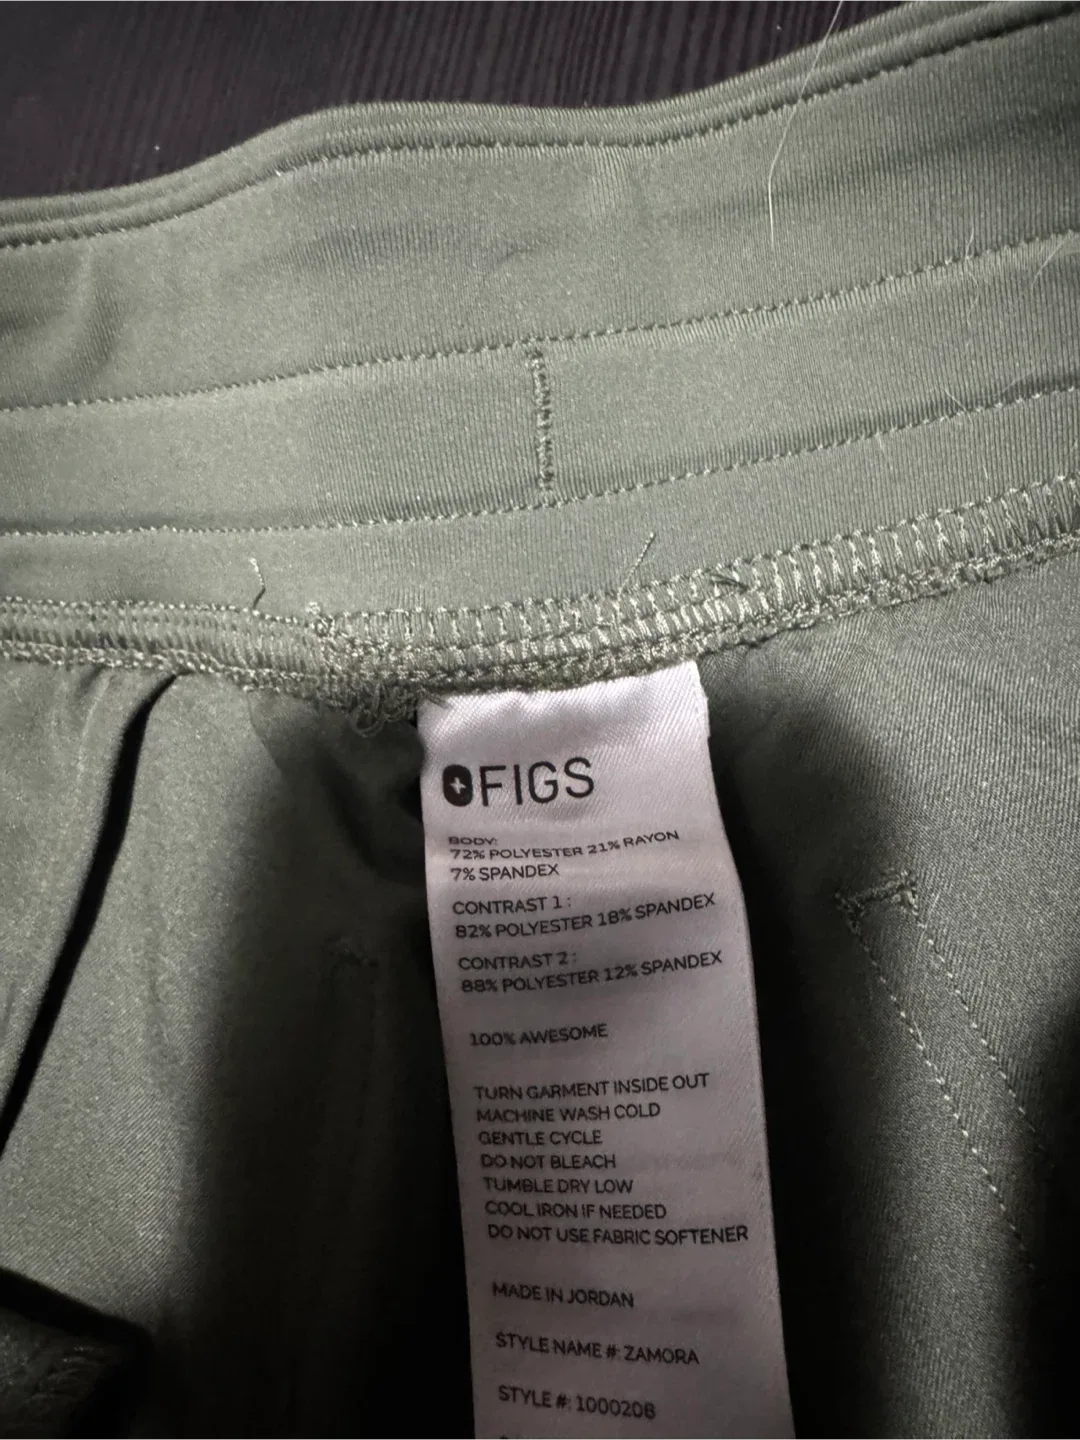 FIGS
BODY:
72% POLYESTER 21% RAYON
7% SPANDEX
CONTRAST 1 :
82% POLYESTER 18% SPANDEX
CONTRAST 2 :
88% POLYESTER 12% SPANDEX
100% AWESOME
TURN GARMENT INSIDE OUT
MACHINE WASH COLD
GENTLE CYCLE
DO NOT BLEACH
TUMBLE DRY LOW
COOL IRON IF NEEDED
DO NOT USE FABRIC SOFTENER
MADE IN JORDAN
STYLE NAME #: ZAMORA
STYLE #: 1000208